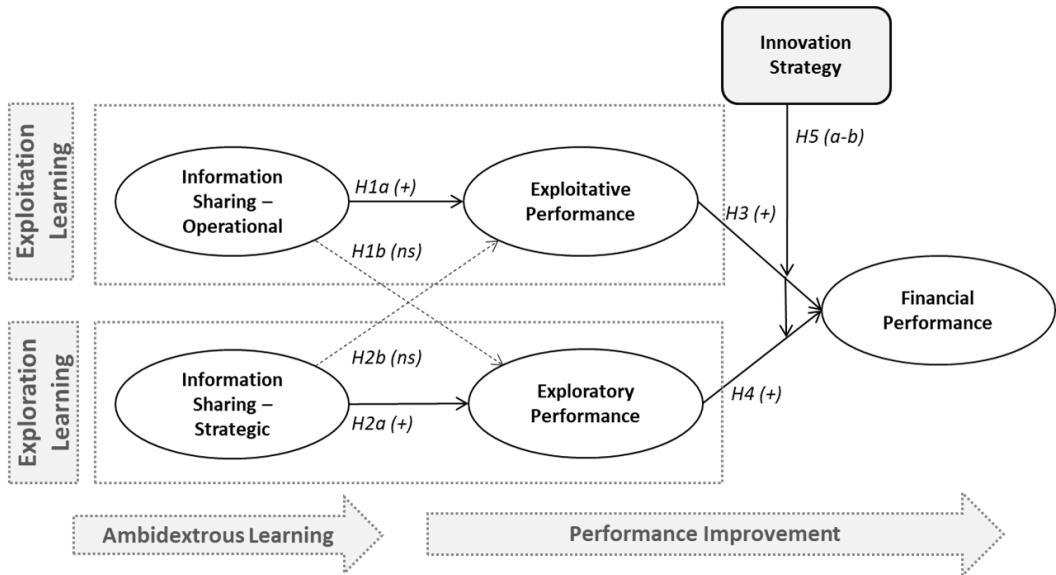 Innovation
Strategy
H5 (a-b)
Exploitation
Learning
Information
Sharing –
Operational
H1a (+)
Exploitative
Performance
H3 (+)
H1b (ns)
Financial
Performance
Exploration
Learning
H2b (ns)
Information
Sharing –
Strategic
H2a (+)
Exploratory
Performance
H4 (+)
Ambidextrous Learning
Performance Improvement